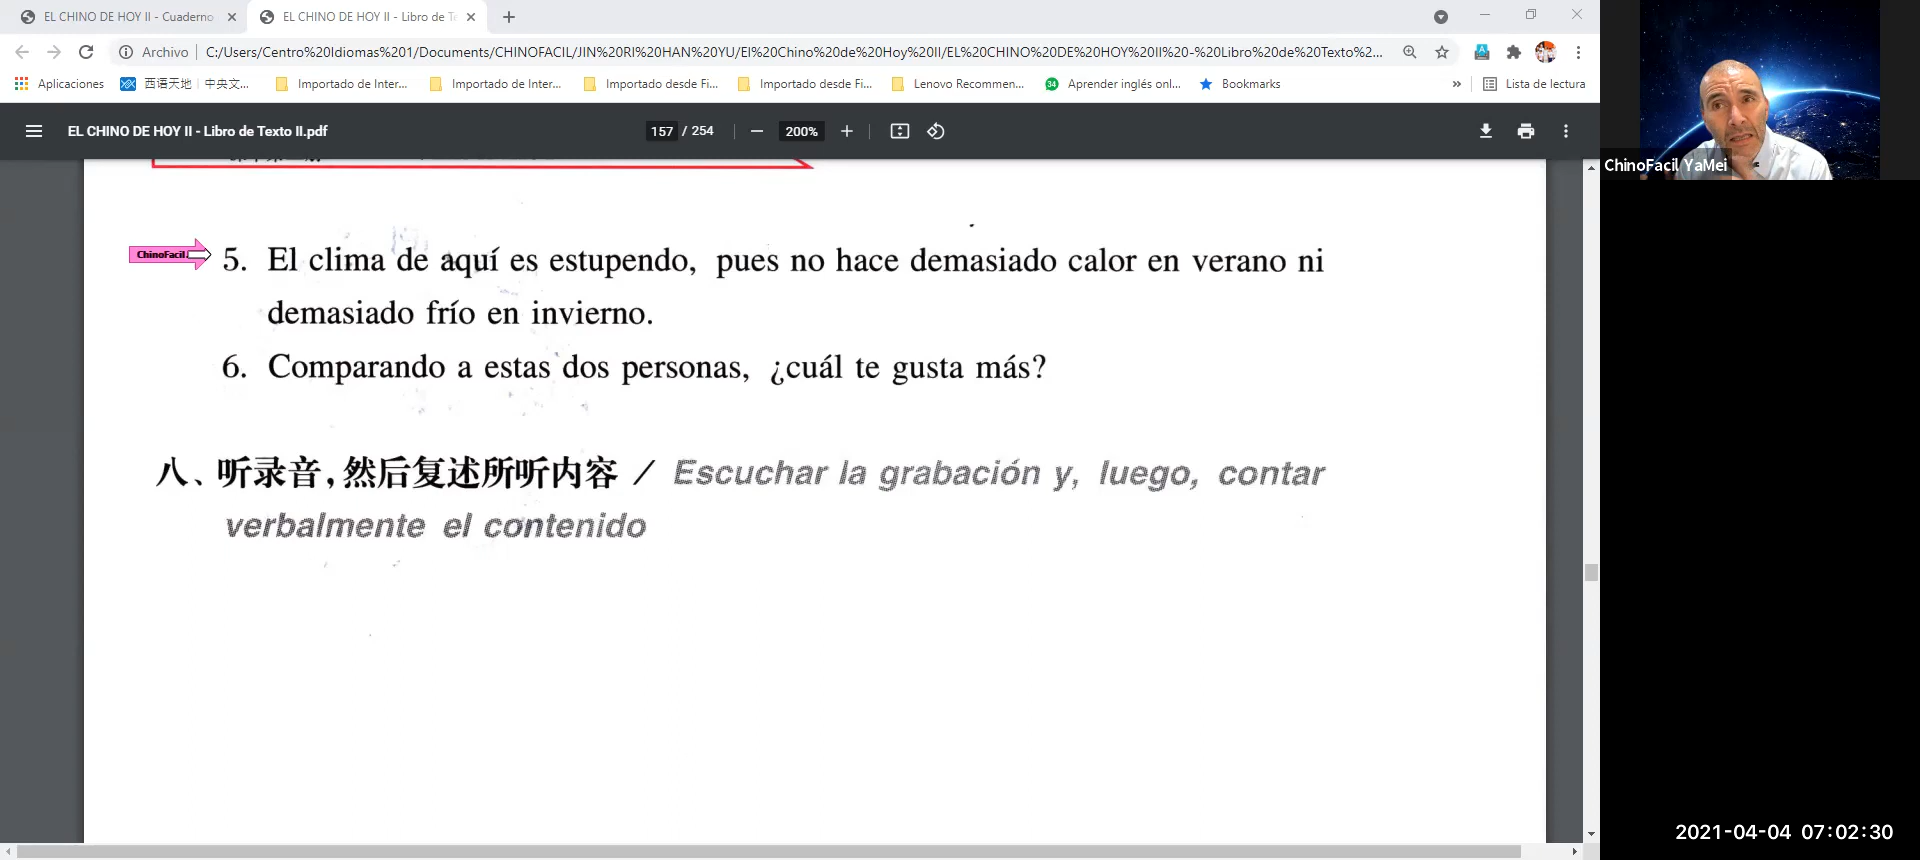 EL CHINO DE HOY II - Cuaderno
EL CHINO DE HOY II - Libro de Te
Archivo
C:/Users/Centro%20Idiomas%201/Documents/CHINOFACIL/JIN%20RI%20HAN%20YU/El%20Chino%20de%20Hoy%20II/EL%20CHINO%20DE%20HOY%20II%20-%20Libro%20de%20Texto%2...
Aplicaciones
西语天地 | 中央文...
Importado de Inter...
Importado de Inter...
Importado desde Fi...
Importado desde Fi...
Lenovo Recommen...
34
Aprender inglés onl...
Bookmarks
»
Lista de lectura
EL CHINO DE HOY II - Libro de Texto II.pdf
157 / 254
200%
ChinoFacil YaMei
ChinoFacil
5. El clima de aquí es estupendo, pues no hace demasiado calor en verano ni
demasiado frío en invierno.
6. Comparando a estas dos personas, ¿cuál te gusta más?
八、听录音,然后复述所听内容 / Escuchar la grabación y, luego, contar
verbalmente el contenido
2021-04-04 07:02:30